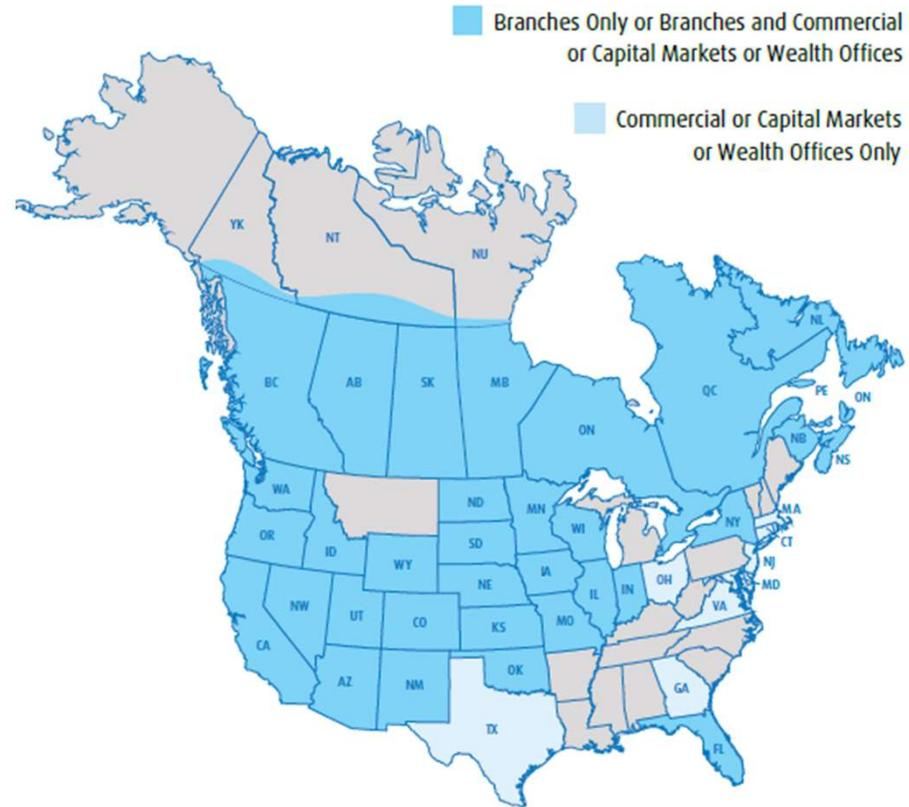 Branches Only or Branches and Commercial
or Capital Markets or Wealth Offices
Commercial or Capital Markets
or Wealth Offices Only
YK
NT
NU
NL
BC
AB
SK
MB
QC
PE
ON
ON
NB
NS
WA
ND
MN
MA
OR
ID
SD
WI
NY
CT
WY
NJ
NE
IA
IL
IN
OH
MD
NW
UT
CO
KS
MO
VA
CA
AZ
NM
OK
GA
TX
FL